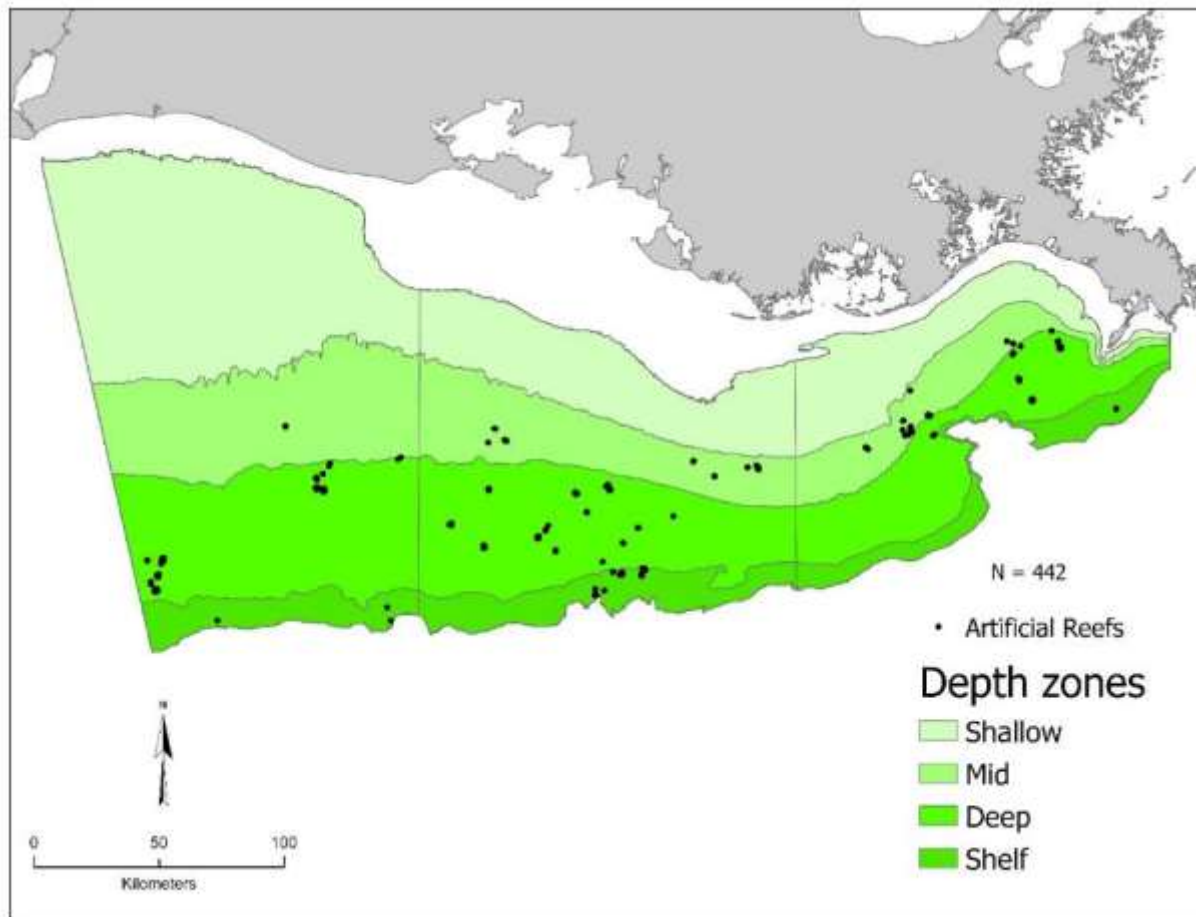 N = 442
Artificial Reefs
Depth zones
Shallow
Mid
Deep
Shelf
N
0 50 100
Kilometers